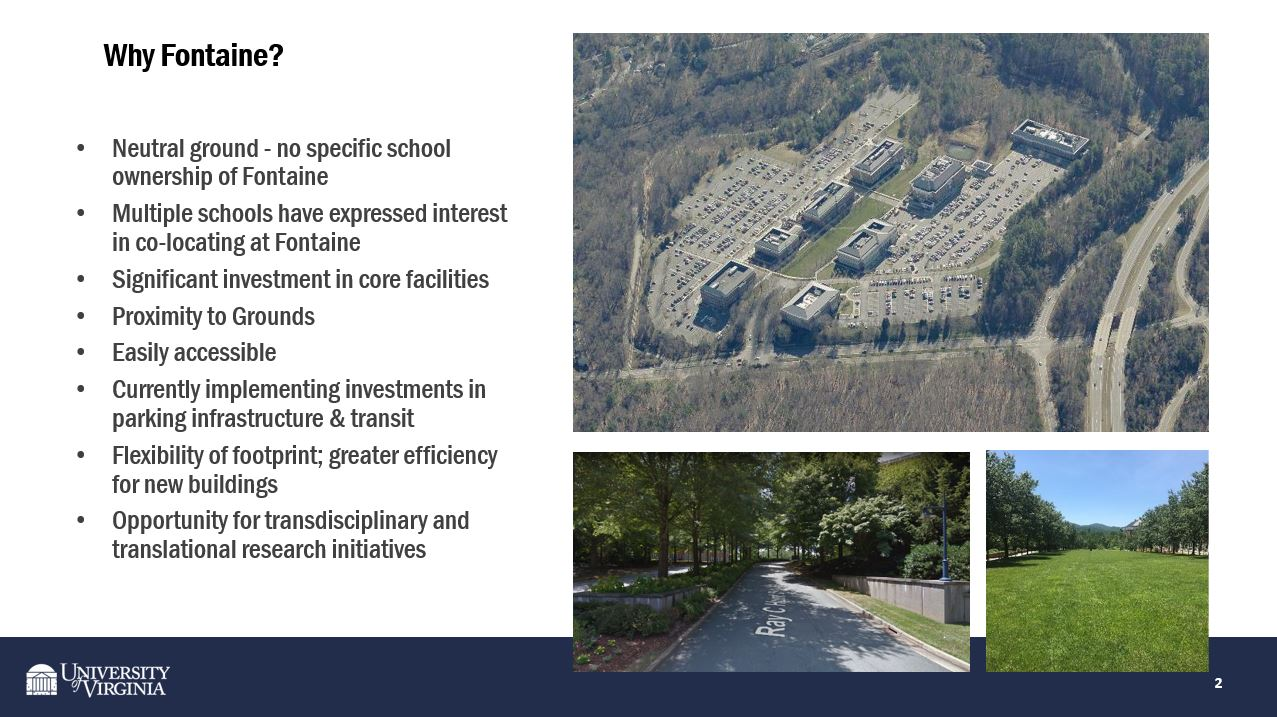 Why Fontaine?
• Neutral ground - no specific school
ownership of Fontaine
• Multiple schools have expressed interest
in co-locating at Fontaine
• Significant investment in core facilities
• Proximity to Grounds
• Easily accessible
• Currently implementing investments in
parking infrastructure & transit
• Flexibility of footprint; greater efficiency
for new buildings
• Opportunity for transdisciplinary and
translational research initiatives
Ray C
UNIVERSITY
of VIRGINIA
2